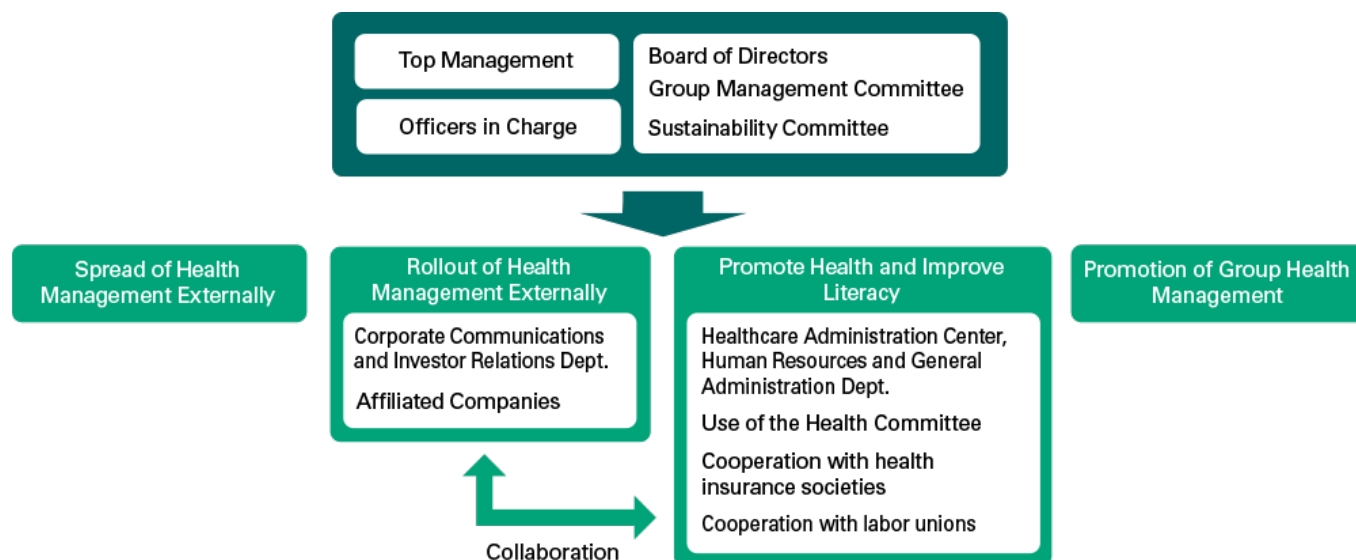 Top Management
Officers in Charge
Board of Directors
Group Management Committee
Sustainability Committee
Spread of Health
Management Externally
Rollout of Health
Management Externally
Corporate Communications
and Investor Relations Dept.
Affiliated Companies
Promote Health and Improve
Literacy
Healthcare Administration Center,
Human Resources and General
Administration Dept.
Use of the Health Committee
Cooperation with health
insurance societies
Cooperation with labor unions
Promotion of Group Health
Management
Collaboration